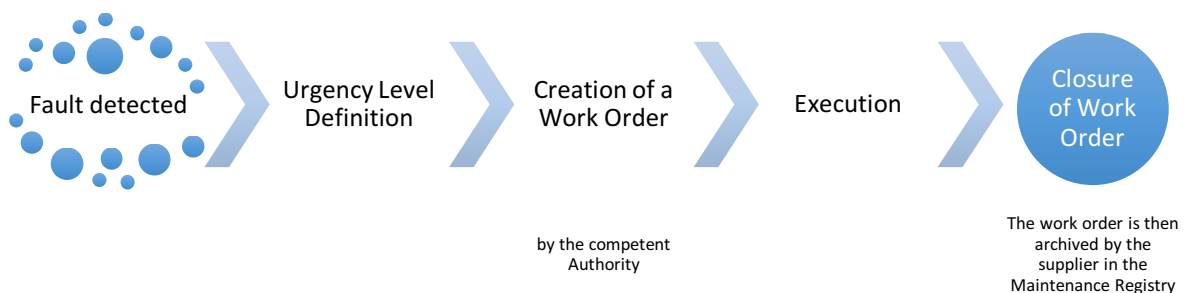 Fault detected
Urgency Level
Definition
Creation of a
Work Order
by the competent
Authority
Execution
Closure
of Work
Order
The work order is then
archived by the
supplier in the
Maintenance Registry